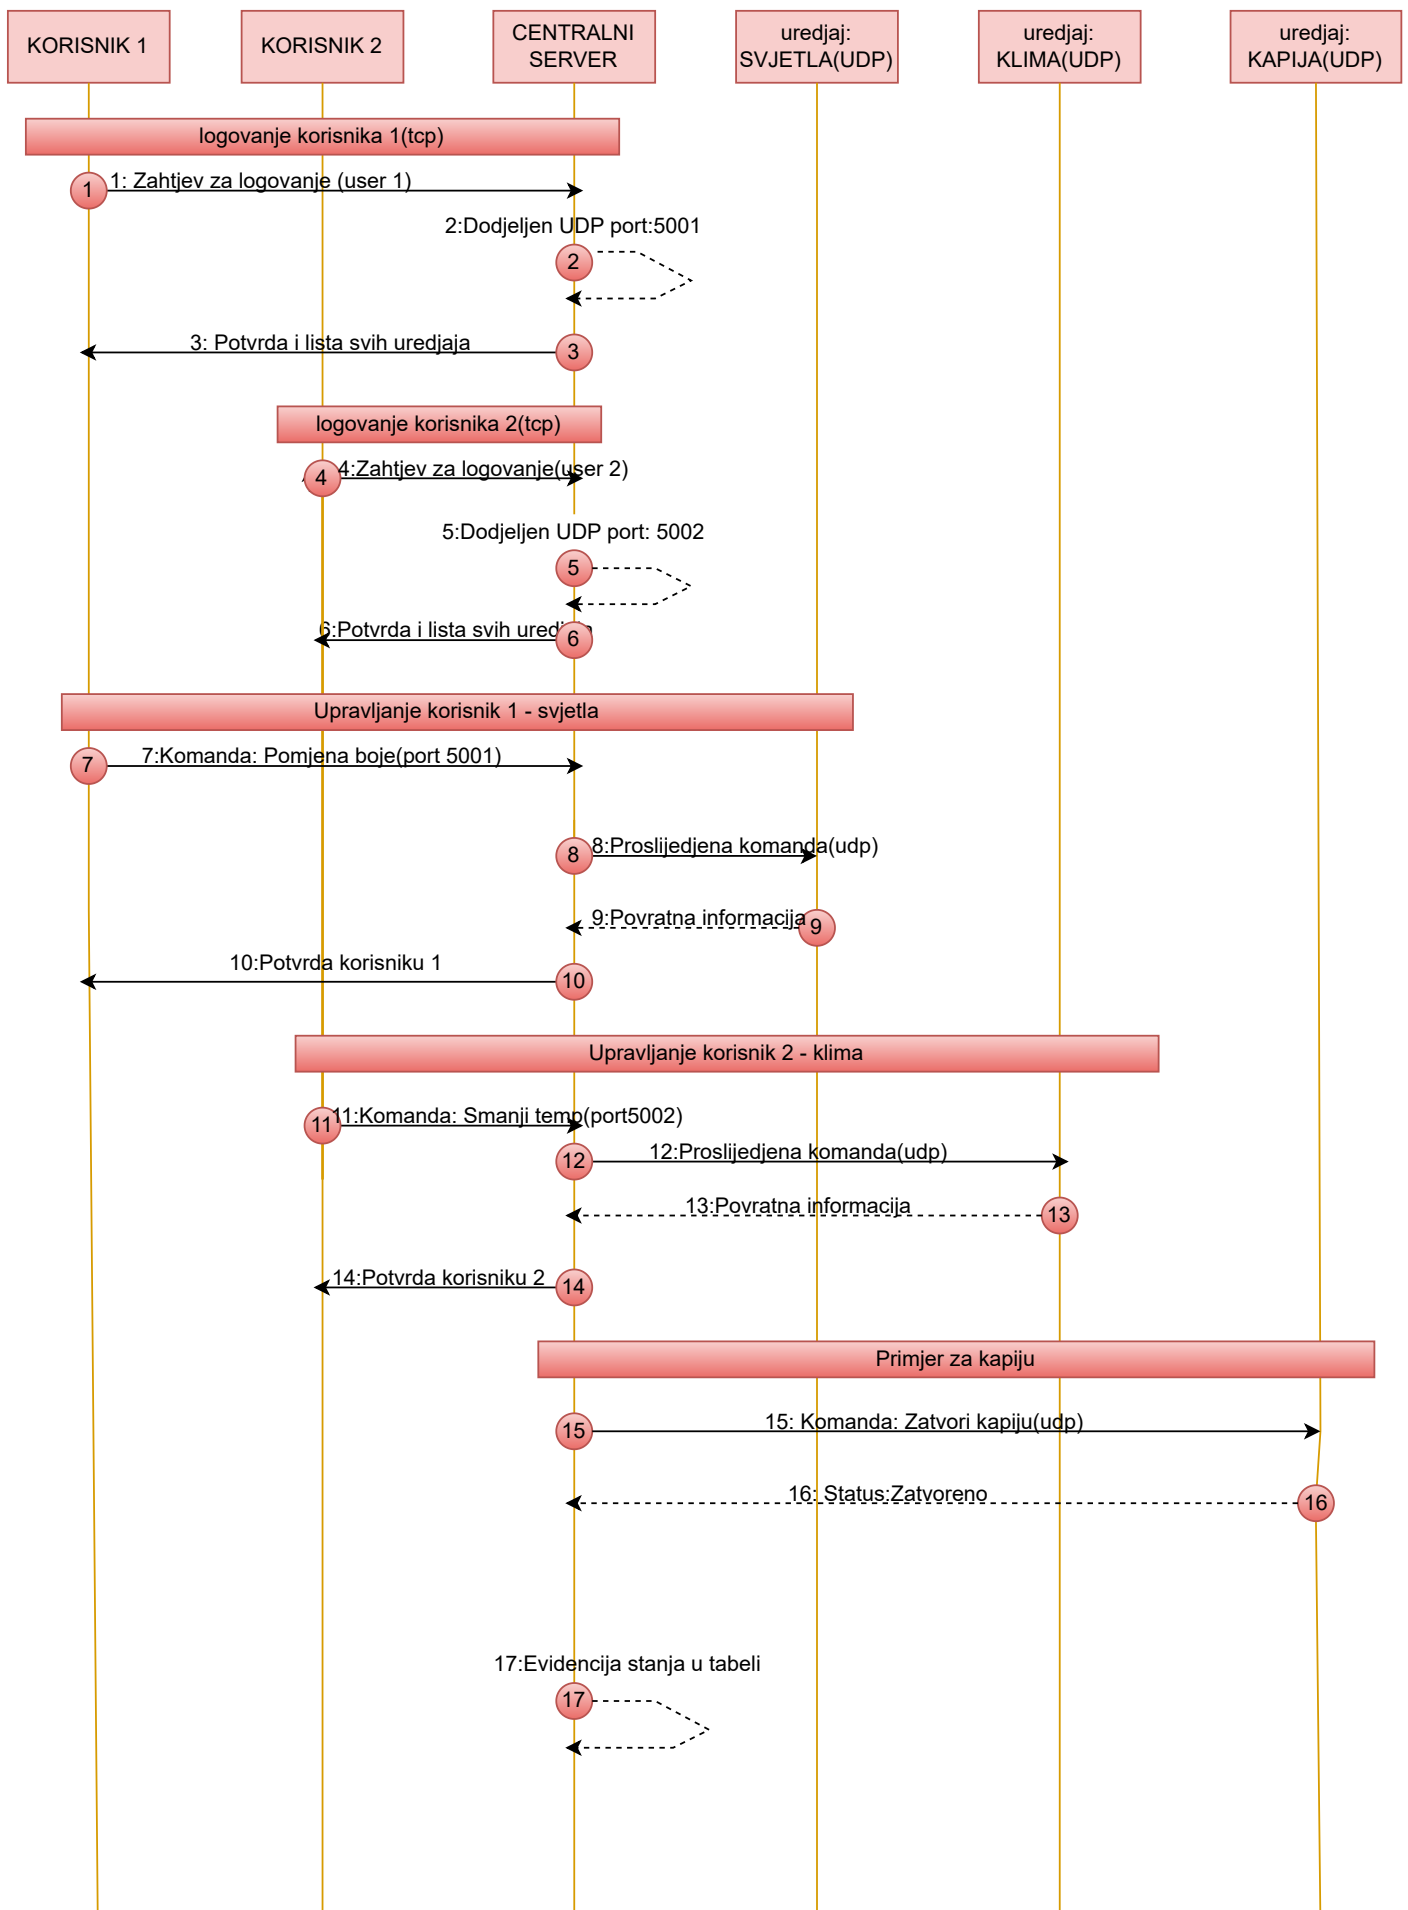 KORISNIK 1
KORISNIK 2
CENTRALNI
SERVER
uredjaj:
SVJETLA(UDP)
uredjaj:
KLIMA(UDP)
uredjaj:
KAPIJA(UDP)
logovanje korisnika 1(tcp)
1
1: Zahtjev za logovanje (user 1)
2:Dodjeljen UDP port:5001
2
3: Potvrda i lista svih uredjaja
3
logovanje korisnika 2(tcp)
4
4:Zahtjev za logovanje(user 2)
5:Dodjeljen UDP port: 5002
5
6:Potvrda i lista svih uredjaja
6
Upravljanje korisnik 1 - svjetla
7
7:Komanda: Pomjena boje(port 5001)
8
8:Proslijedjena komanda(udp)
9:Povratna informacija
9
10:Potvrda korisniku 1
10
Upravljanje korisnik 2 - klima
11
11:Komanda: Smanji temp(port5002)
12
12:Proslijedjena komanda(udp)
13:Povratna informacija
13
14:Potvrda korisniku 2
14
Primjer za kapiju
15
15: Komanda: Zatvori kapiju(udp)
16: Status:Zatvoreno
16
17:Evidencija stanja u tabeli
17